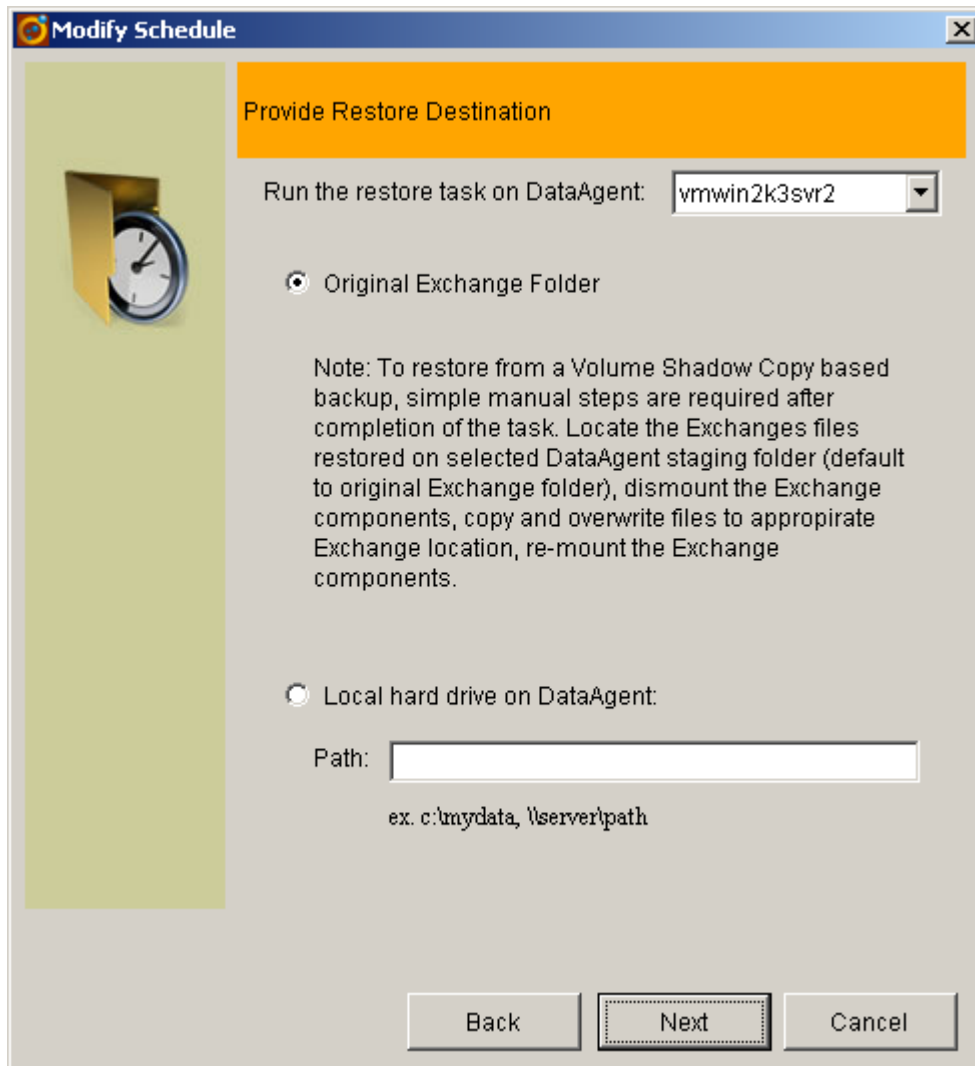 Modify Schedule
Provide Restore Destination
Run the restore task on DataAgent: vmwin2k3svr2
Original Exchange Folder
Note: To restore from a Volume Shadow Copy based
backup, simple manual steps are required after
completion of the task. Locate the Exchanges files
restored on selected DataAgent staging folder (default
to original Exchange folder), dismount the Exchange
components, copy and overwrite files to appropirate
Exchange location, re-mount the Exchange
components.
Local hard drive on DataAgent:
Path:
ex. c:\mydata, \\server\path
Back Next Cancel